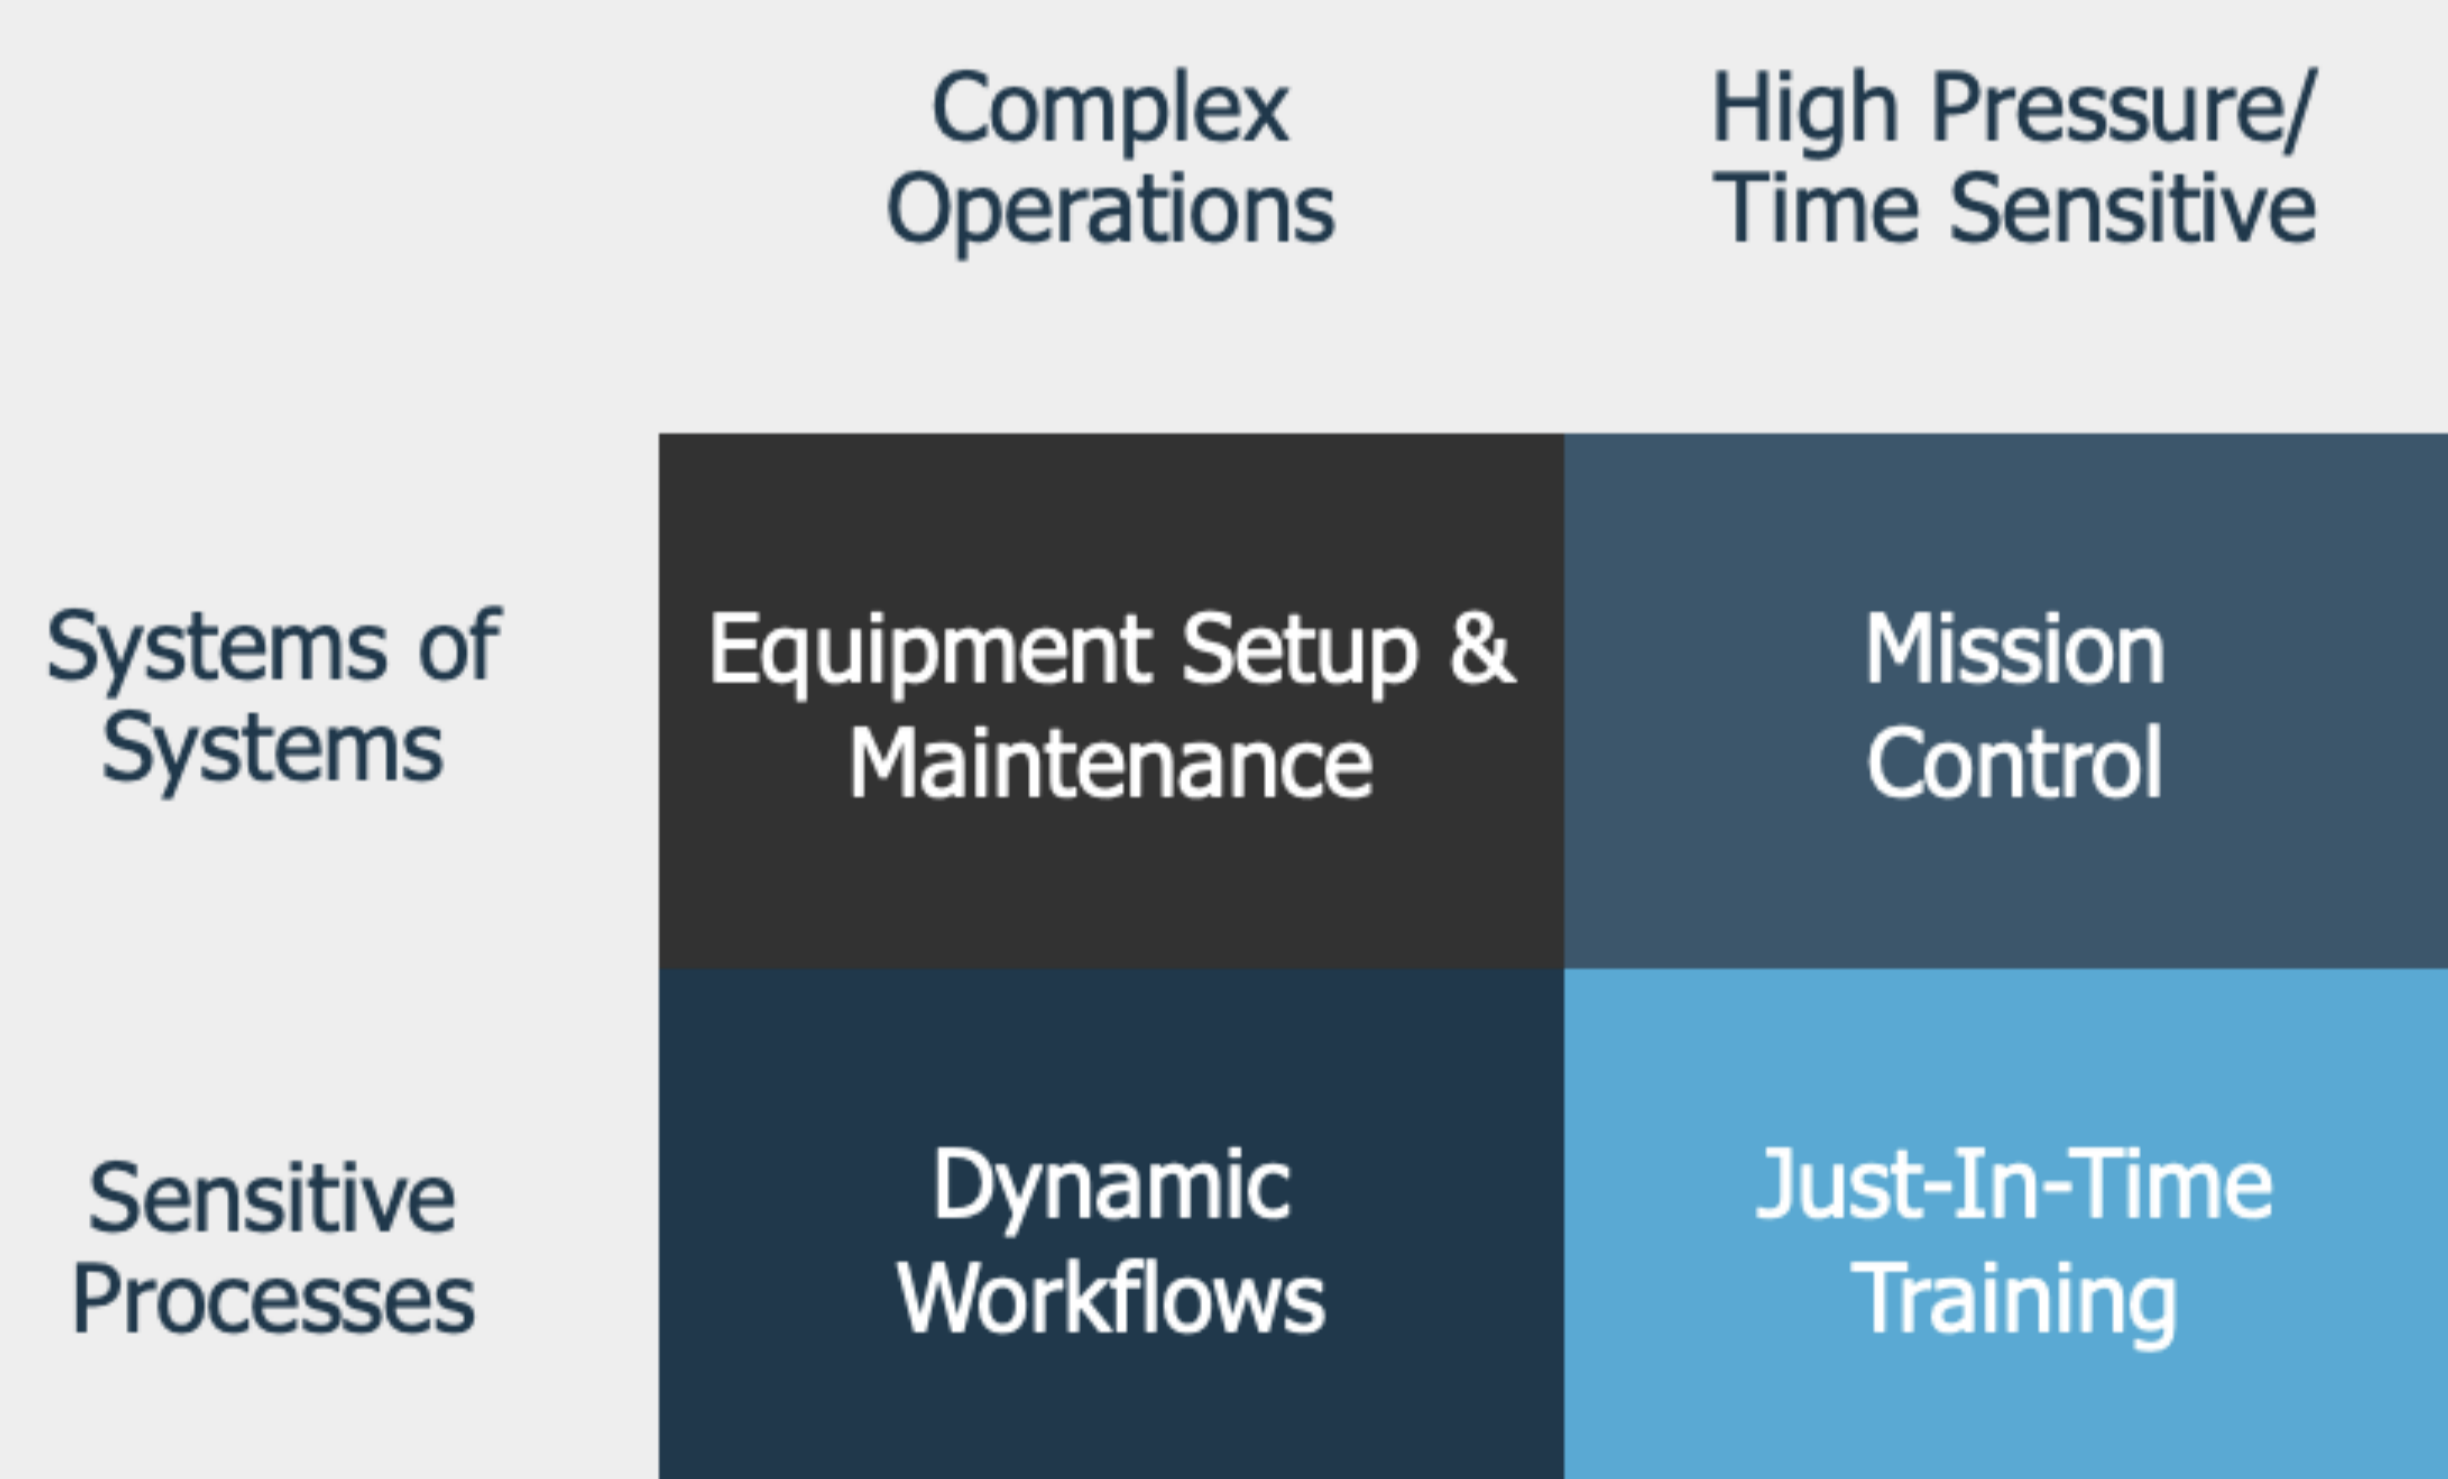 Complex
Operations
High Pressure/
Time Sensitive
Systems of
Systems
Equipment Setup &
Maintenance
Mission
Control
Sensitive
Processes
Dynamic
Workflows
Just-In-Time
Training